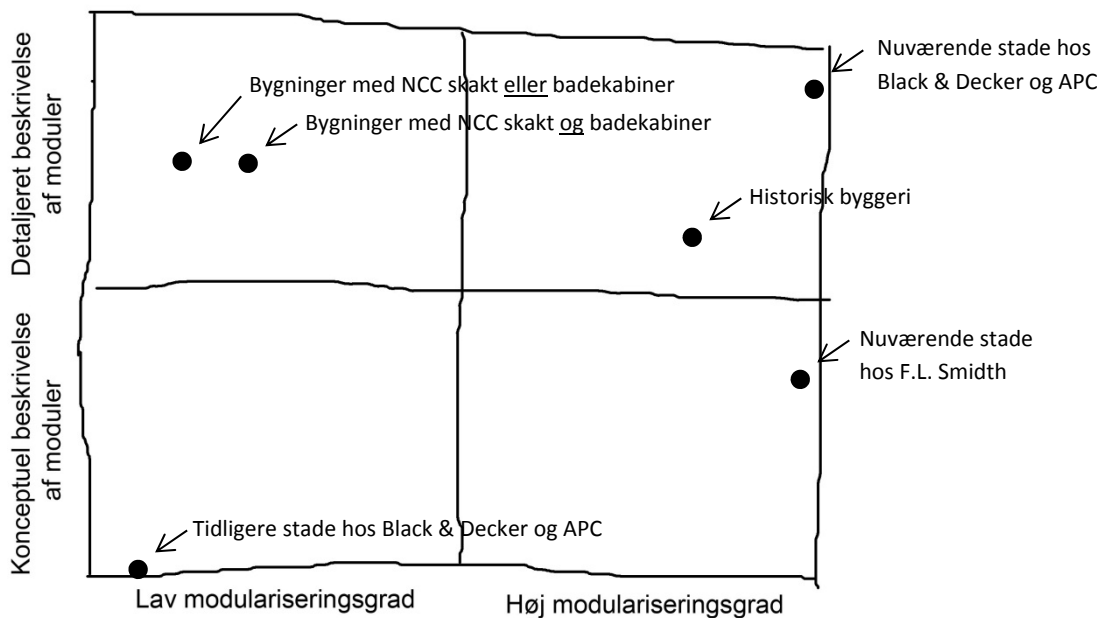 Detaljeret beskrivelse
af moduler
Konceptuel beskrivelse
af moduler
Nuværende stade hos
Black & Decker og APC
Bygninger med NCC skakt eller badekabiner
Bygninger med NCC skakt og badekabiner
Historisk byggeri
Nuværende stade
hos F.L. Smidth
Tidligere stade hos Black & Decker og APC
Lav modulariseringsgrad
Høj modulariseringsgrad